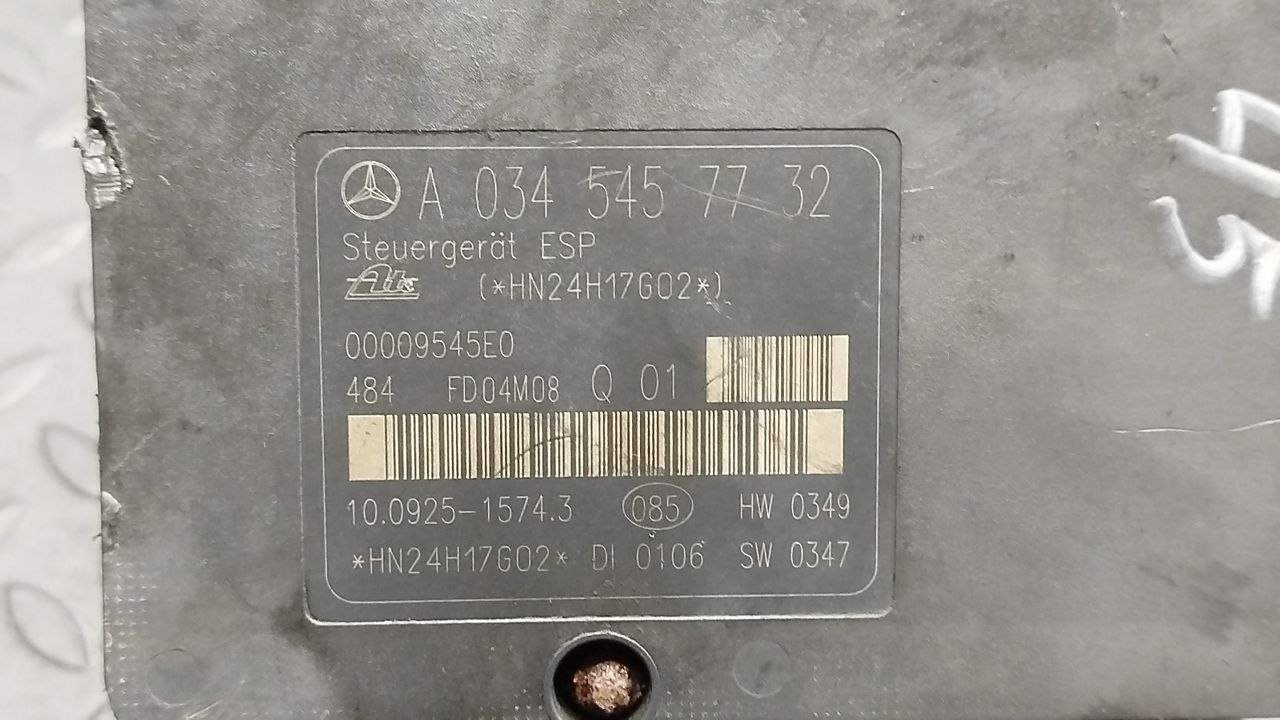 A 034 545 77 32
Steuergerät ESP
Ate (*HN24H17G02*)
00009545E0
484 FD04M08 Q 01
10.0925-1574.3 085 HW 0349
*HN24H17G02* DI 0106 SW 0347